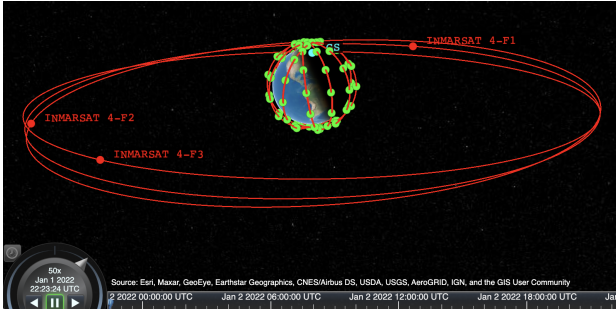 INMARSAT 4-F1
GS
INMARSAT 4-F2
INMARSAT 4-F3
50x
Jan 1 2022
22:23:24 UTC
Source: Esri, Maxar, GeoEye, Earthstar Geographics, CNES/Airbus DS, USDA, USGS, AeroGRID, IGN, and the GIS User Community
2 2022 00:00:00 UTC Jan 2 2022 06:00:00 UTC Jan 2 2022 12:00:00 UTC Jan 2 2022 18:00:00 UTC Ja